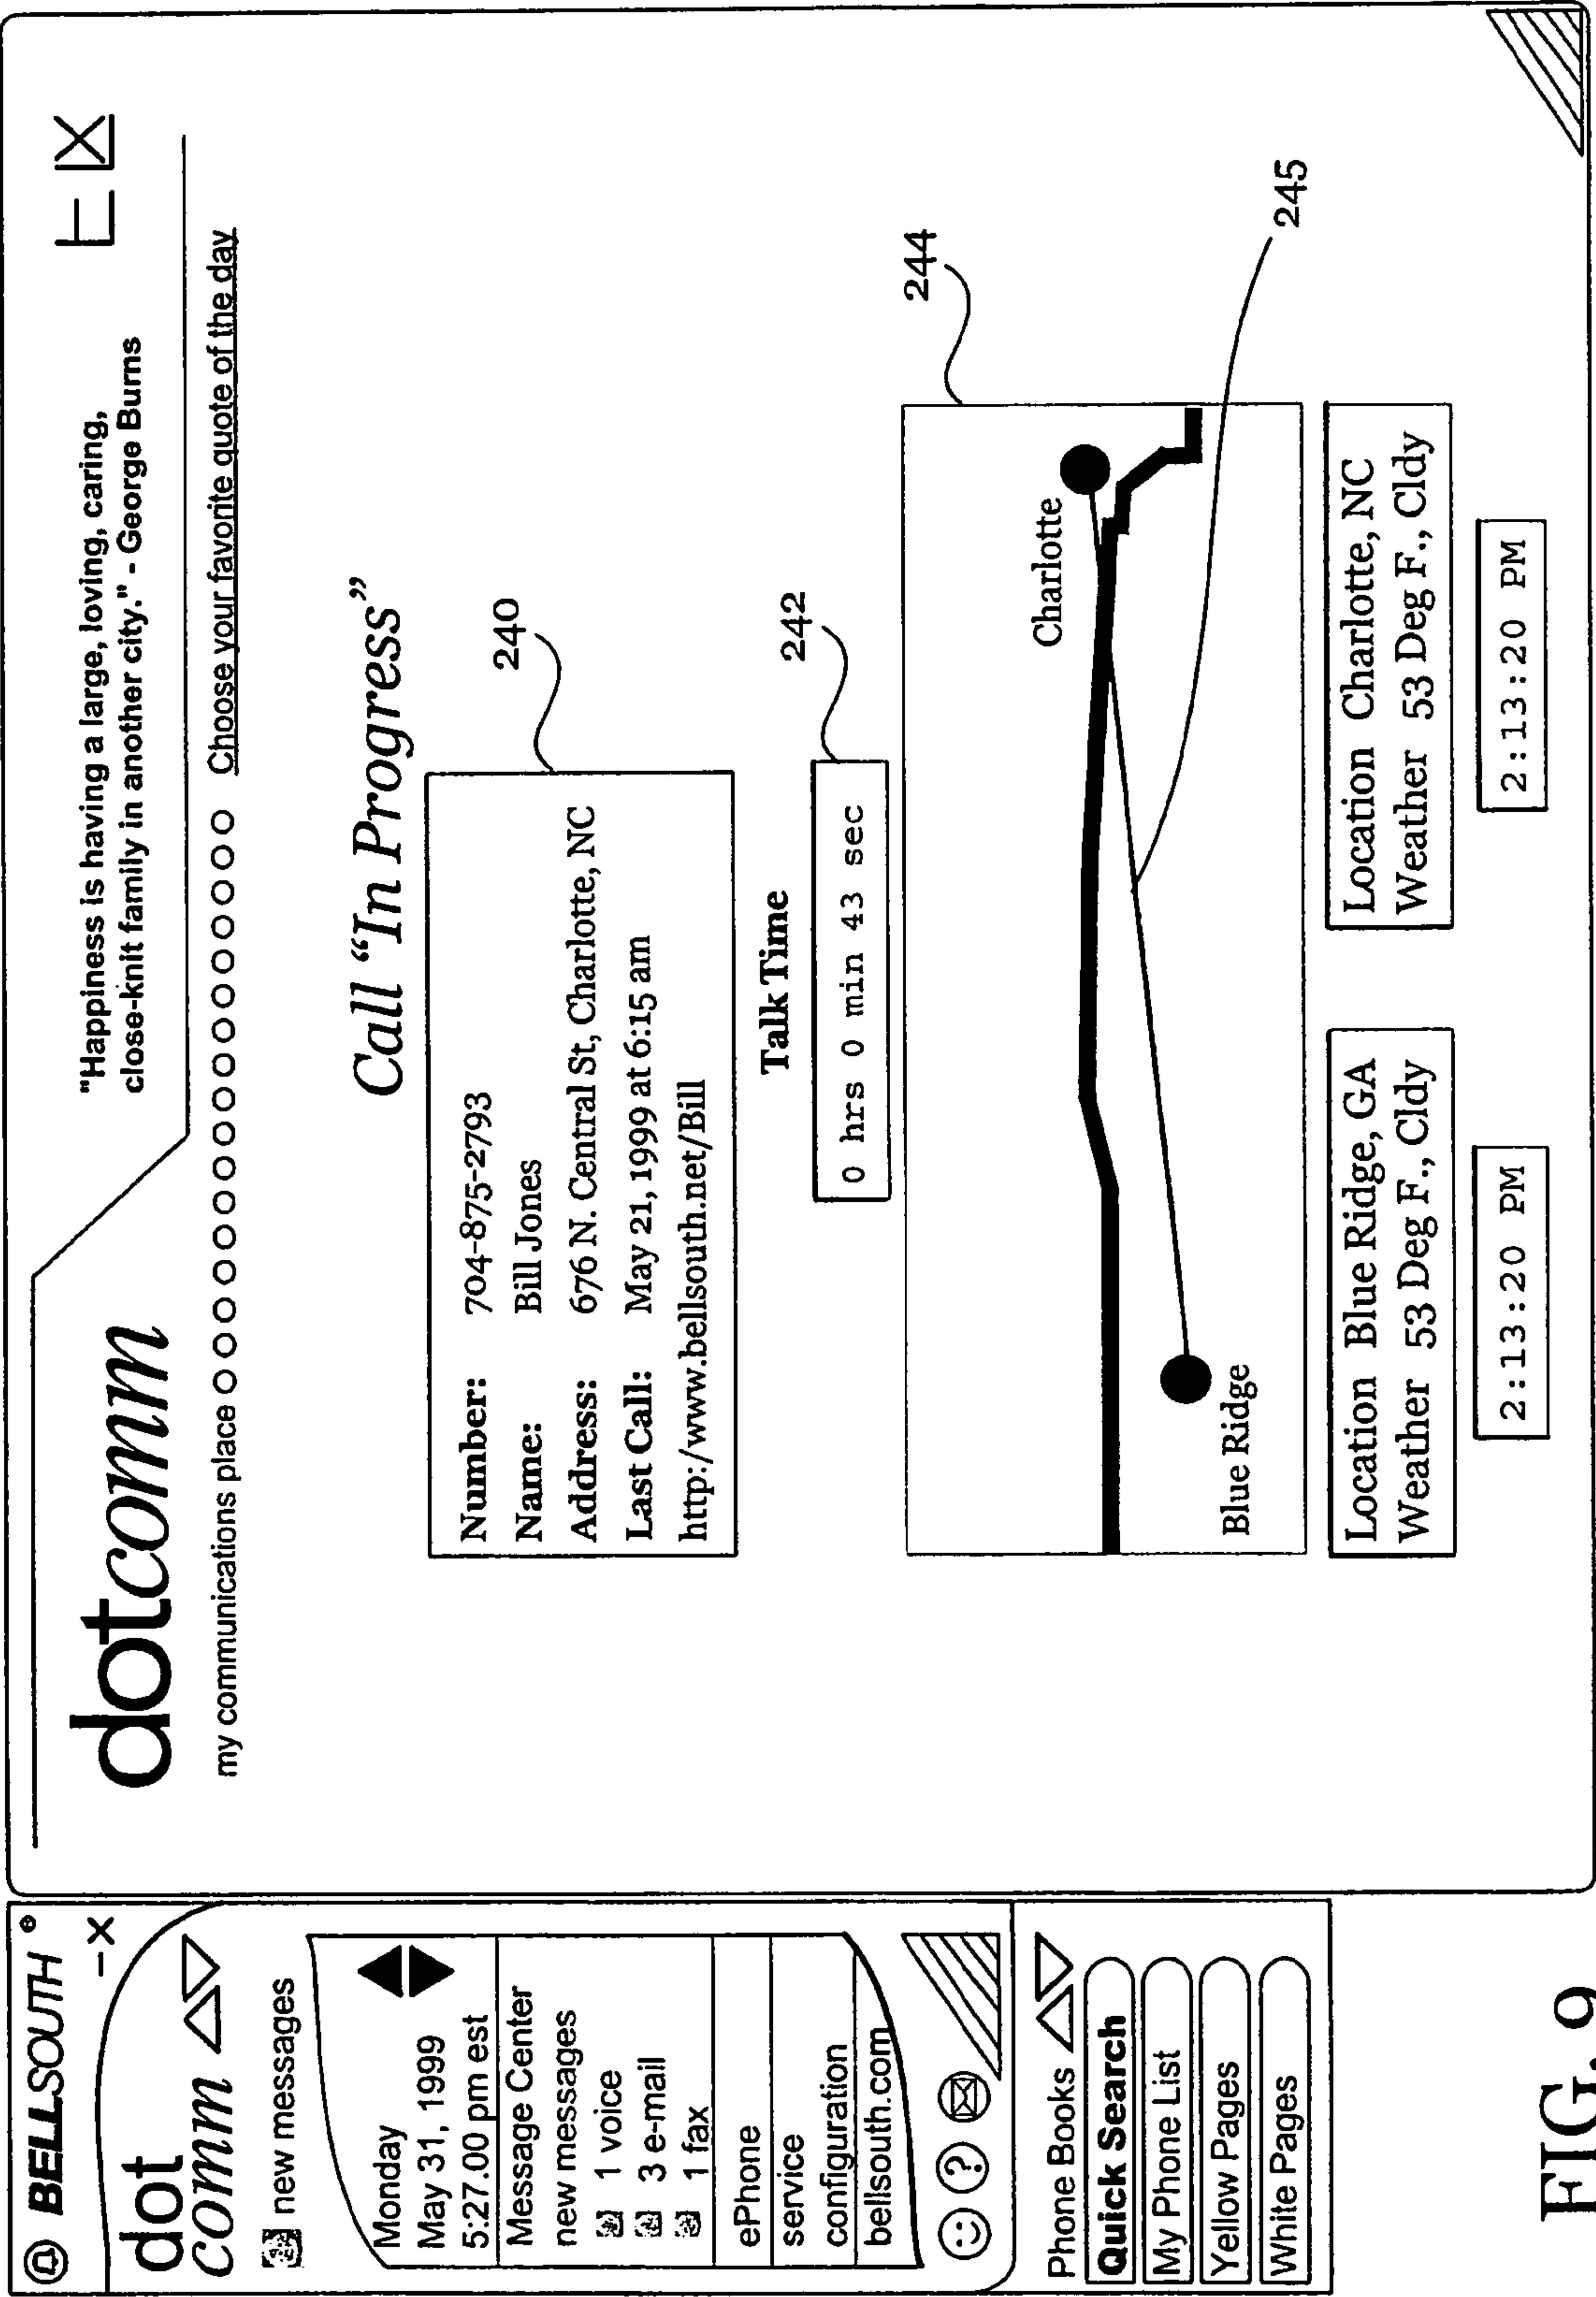 BELLSOUTH ®
– X
dot
comm
new messages
Monday
May 31, 1999
5:27.00 pm est
Message Center
new messages
1 voice
3 e-mail
1 fax
ePhone
service
configuration
bellsouth.com
?
Phone Books
Quick Search
My Phone List
Yellow Pages
White Pages
dotcomm
"Happiness is having a large, loving, caring,
close-knit family in another city." - George Burns
my communications place
Choose your favorite quote of the day
Call “In Progress”
Number: 704-875-2793
Name: Bill Jones
Address: 676 N. Central St, Charlotte, NC
Last Call: May 21, 1999 at 6:15 am
http:/www.bellsouth.net/Bill
240
Talk Time
0 hrs 0 min 43 sec
242
244
Charlotte
Blue Ridge
245
Location Blue Ridge, GA
Weather 53 Deg F., Cldy
2:13:20 PM
Location Charlotte, NC
Weather 53 Deg F., Cldy
2:13:20 PM
FIG. 9